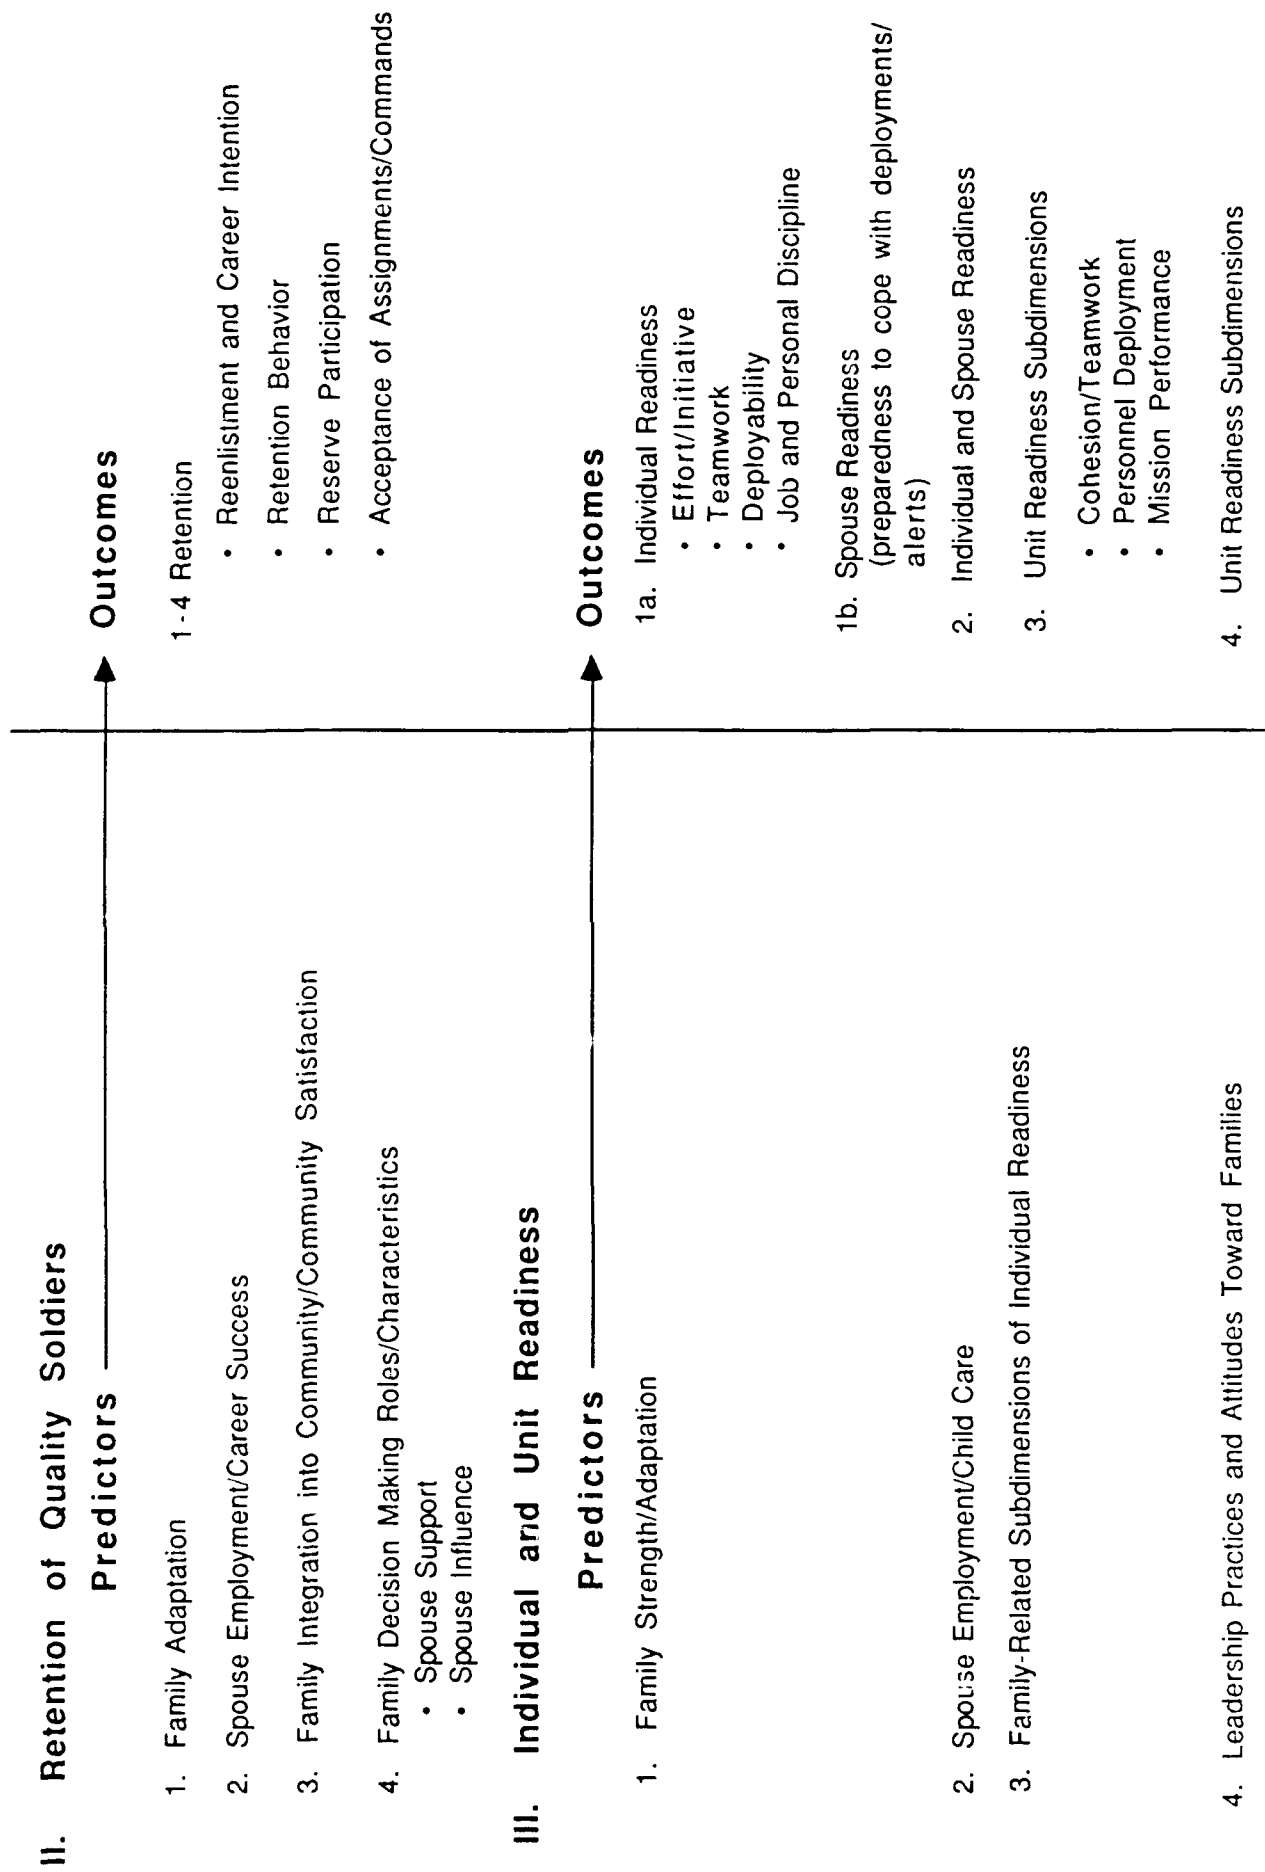 II. Retention of Quality Soldiers
Predictors
Outcomes
1. Family Adaptation
2. Spouse Employment/Career Success
3. Family Integration into Community/Community Satisfaction
4. Family Decision Making Roles/Characteristics
• Spouse Support
• Spouse Influence
1-4 Retention
• Reenlistment and Career Intention
• Retention Behavior
• Reserve Participation
• Acceptance of Assignments/Commands
III. Individual and Unit Readiness
Predictors
Outcomes
1. Family Strength/Adaptation
2. Spouse Employment/Child Care
3. Family-Related Subdimensions of Individual Readiness
4. Leadership Practices and Attitudes Toward Families
1a. Individual Readiness
• Effort/Initiative
• Teamwork
• Deployability
• Job and Personal Discipline
1b. Spouse Readiness
(preparedness to cope with deployments/
alerts)
2. Individual and Spouse Readiness
3. Unit Readiness Subdimensions
• Cohesion/Teamwork
• Personnel Deployment
• Mission Performance
4. Unit Readiness Subdimensions